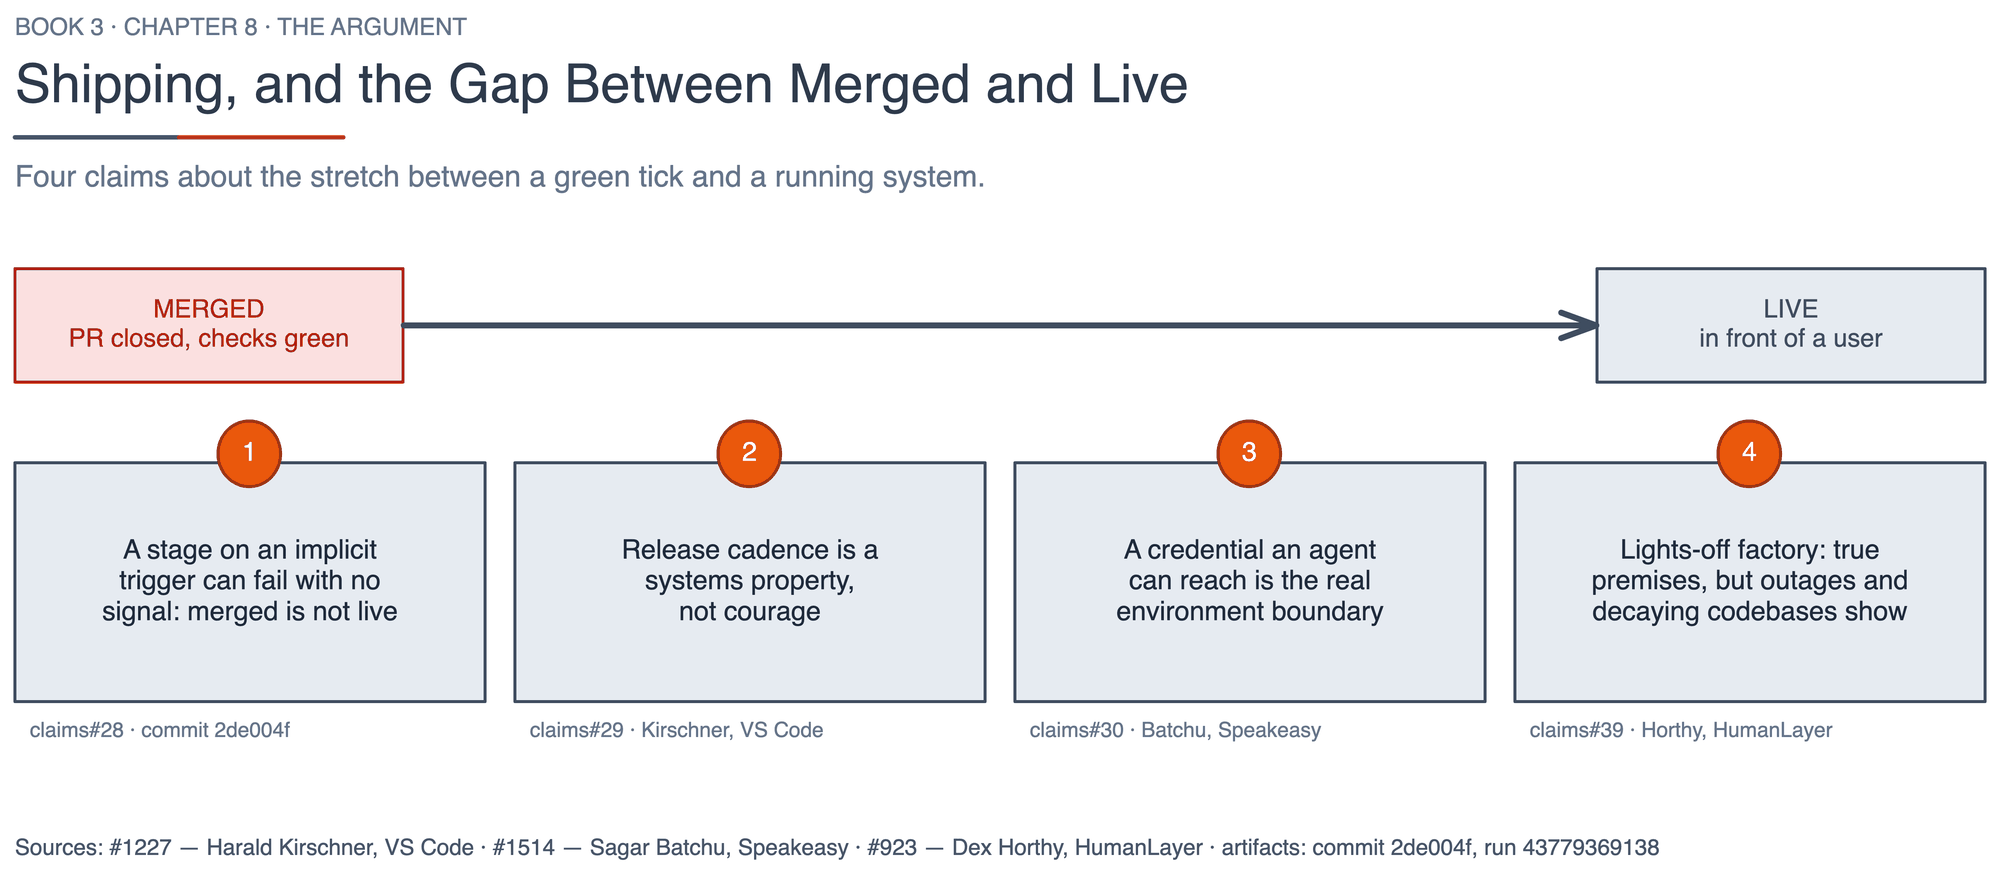 BOOK 3 · CHAPTER 8 · THE ARGUMENT
Shipping, and the Gap Between Merged and Live
Four claims about the stretch between a green tick and a running system.
MERGED
PR closed, checks green
LIVE
in front of a user
1
A stage on an implicit
trigger can fail with no
signal: merged is not live
claims#28 · commit 2de004f
2
Release cadence is a
systems property,
not courage
claims#29 · Kirschner, VS Code
3
A credential an agent
can reach is the real
environment boundary
claims#30 · Batchu, Speakeasy
4
Lights-off factory: true
premises, but outages and
decaying codebases show
claims#39 · Horthy, HumanLayer
Sources: #1227 — Harald Kirschner, VS Code · #1514 — Sagar Batchu, Speakeasy · #923 — Dex Horthy, HumanLayer · artifacts: commit 2de004f, run 43779369138